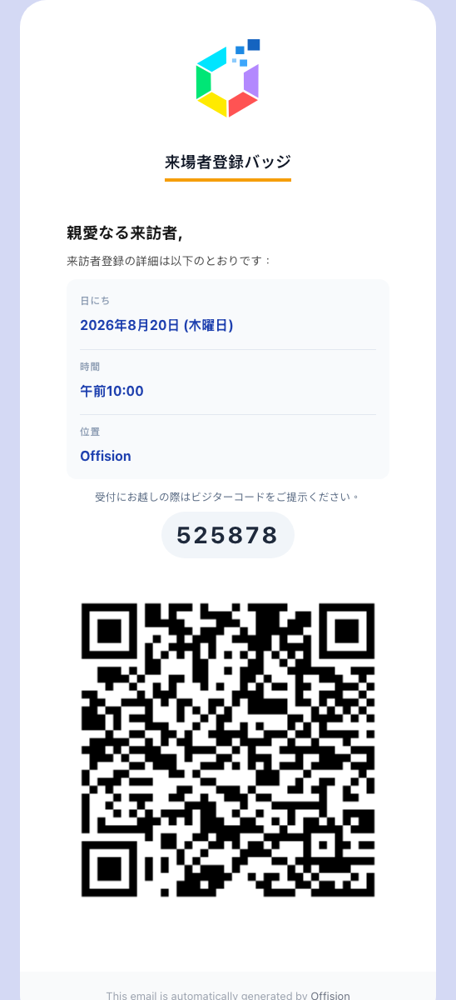 来場者登録バッジ
親愛なる来訪者,
来訪者登録の詳細は以下のとおりです：
日にち
2026年8月20日 (木曜日)
時間
午前10:00
位置
Offision
受付にお越しの際はビジターコードをご提示ください。
525878
This email is automatically generated by Offision